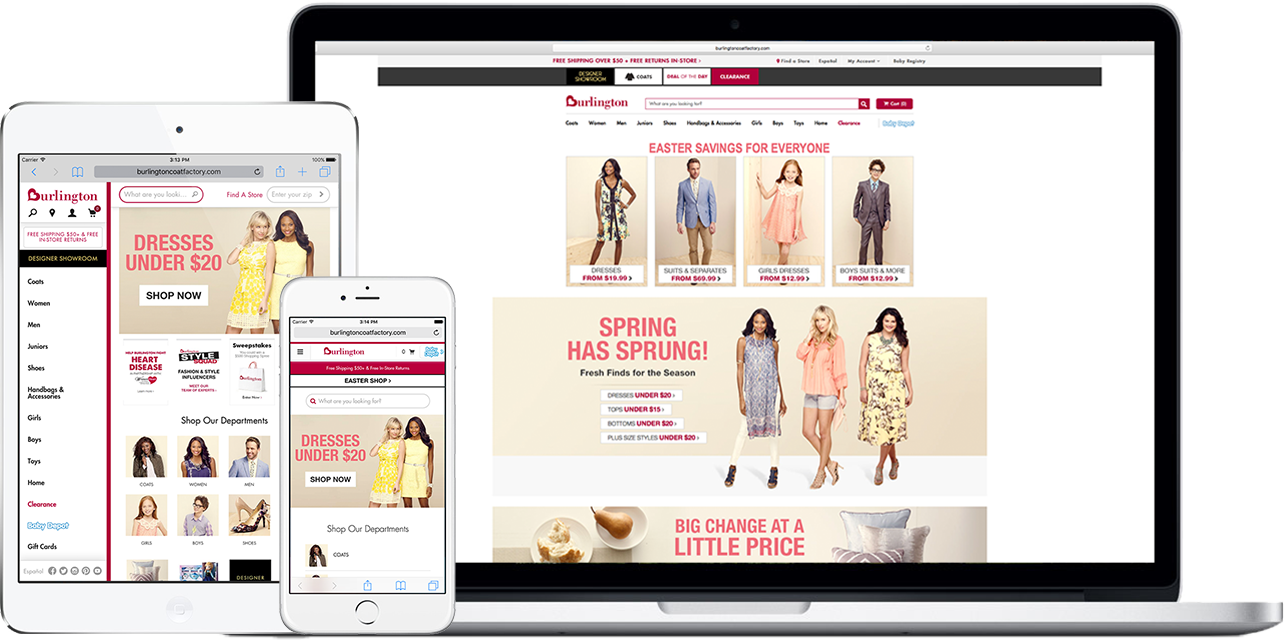 burlingtoncoatfactory.com
FREE SHIPPING OVER $50 + FREE RETURNS IN-STORE ›
Find a Store Español My Account Baby Registry
DESIGNER
SHOWROOM
COATS
DEAL OF THE DAY
CLEARANCE
Burlington
What are you looking for?
Cart (0)
Coats Women Men Juniors Shoes Handbags & Accessories Girls Boys Toys Home Clearance Baby Depot
EASTER SAVINGS FOR EVERYONE
DRESSES
FROM $19.99 ›
SUITS & SEPARATES
FROM $69.99 ›
GIRLS DRESSES
FROM $12.99 ›
BOYS SUITS & MORE
FROM $12.99 ›
SPRING
HAS SPRUNG!
Fresh Finds for the Season
DRESSES UNDER $20 ›
TOPS UNDER $15 ›
BOTTOMS UNDER $20 ›
PLUS SIZE STYLES UNDER $20 ›
BIG CHANGE AT A
LITTLE PRICE
Carrier 3:13 PM 100%
burlingtoncoatfactory.com
Burlington
What are you looki...
Find A Store
Enter your zip
FREE SHIPPING $50+ & FREE
IN-STORE RETURNS
DESIGNER SHOWROOM
Coats
Women
Men
Juniors
Shoes
Handbags &
Accessories
Girls
Boys
Toys
Home
Clearance
Baby Depot
Gift Cards
Español
DRESSES
UNDER $20
SHOP NOW
HELP BURLINGTON FIGHT
HEART
DISEASE
BURLINGTON
STYLE
SQUAD
FASHION & STYLE
INFLUENCERS
MEET OUR
TEAM OF EXPERTS ›
Sweepstakes
Burlington
Enter Now ›
Shop Our Departments
COATS
WOMEN
MEN
GIRLS
BOYS
SHOES
DESIGNER
Carrier 3:14 PM
burlingtoncoatfactory.com
Burlington
0
Baby
Depot
Free Shipping $50+ & Free In-Store Returns
EASTER SHOP ›
What are you looking for?
DRESSES
UNDER $20
SHOP NOW
Shop Our Departments
COATS